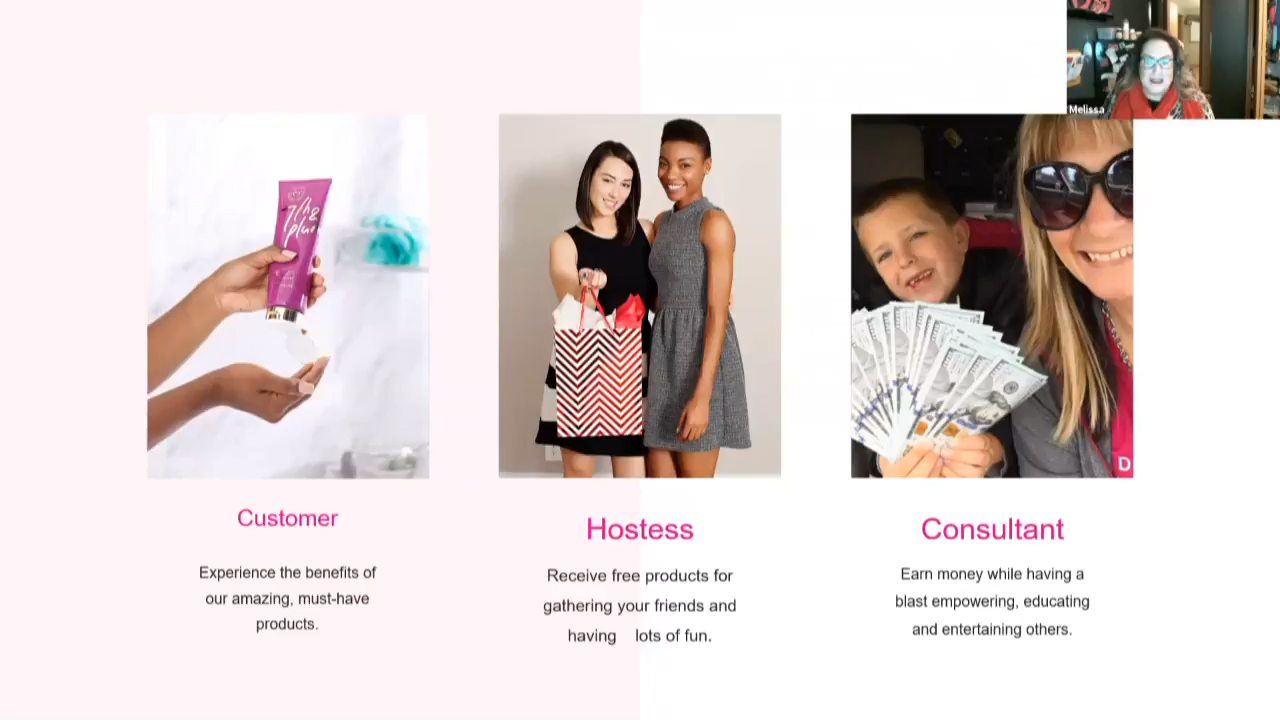 Melissa
Customer
Experience the benefits of
our amazing, must-have
products.
Hostess
Receive free products for
gathering your friends and
having lots of fun.
D
Consultant
Earn money while having a
blast empowering, educating
and entertaining others.